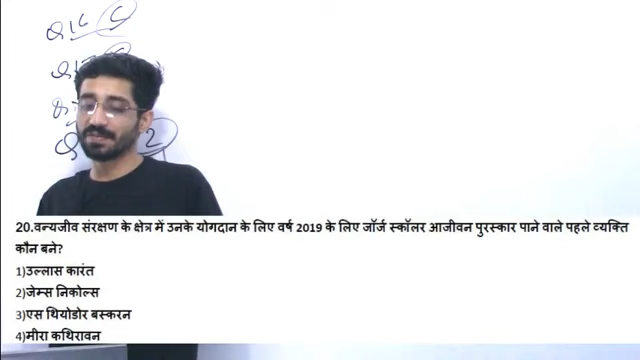 20.वन्यजीव संरक्षण के क्षेत्र में उनके योगदान के लिए वर्ष 2019 के लिए जॉर्ज स्कॉलर आजीवन पुरस्कार पाने वाले पहले व्यक्ति
कौन बने?
1)उल्लास कारंत
2)जेम्स निकोल्स
3)एस थियोडोर बस्करन
4)मीरा कथिरावन